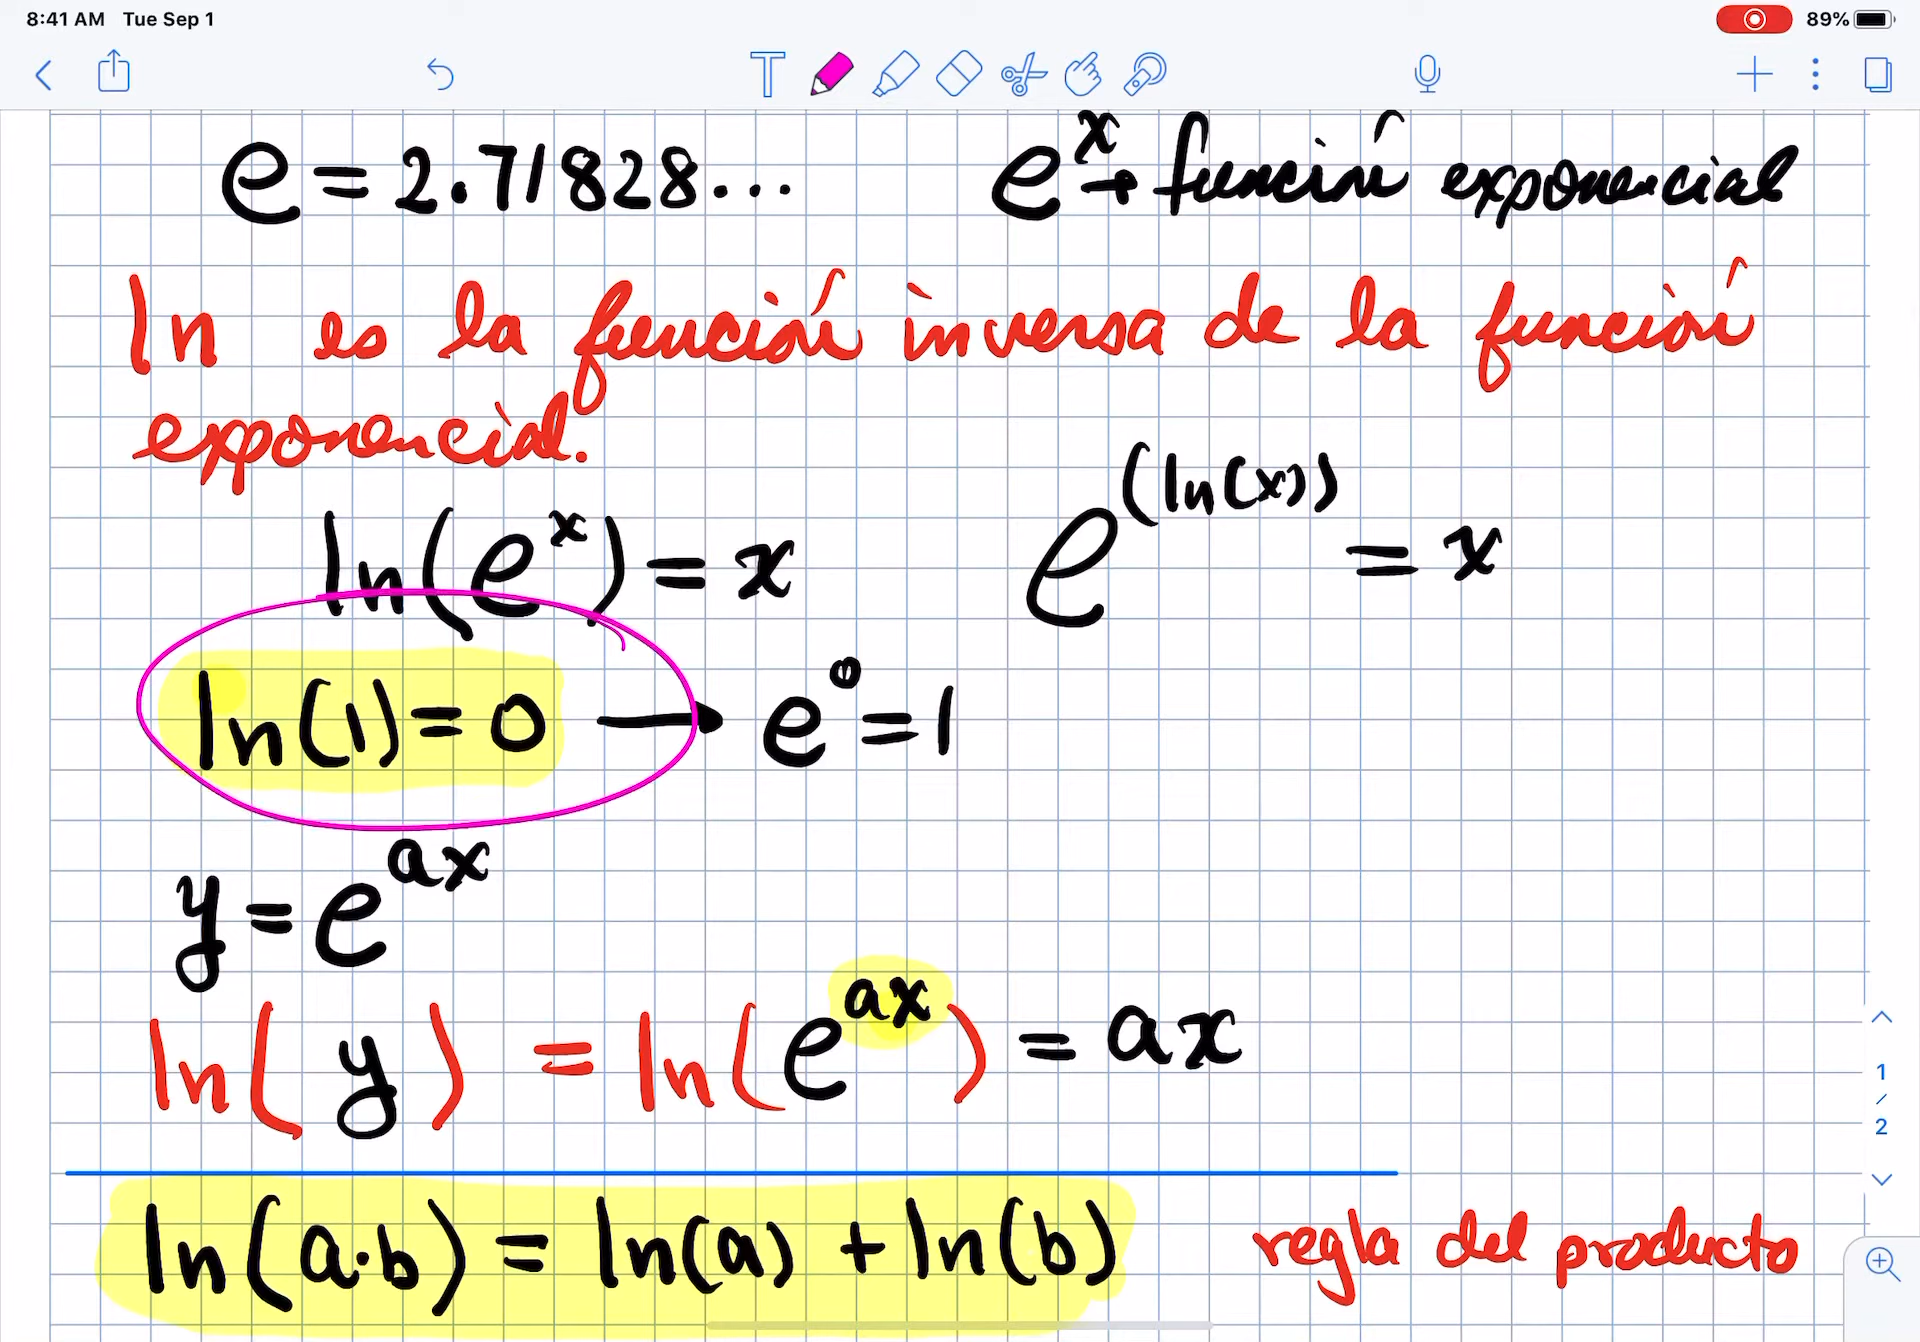 8:41 AM Tue Sep 1 89%
e = 2.71828... e^x → función exponencial
ln es la función inversa de la función
exponencial.
ln(e^x) = x e^(ln(x)) = x
ln(1) = 0 → e^0 = 1
y = e^ax
ln(y) = ln(e^ax) = ax
1
/
2
ln(a·b) = ln(a) + ln(b) regla del producto